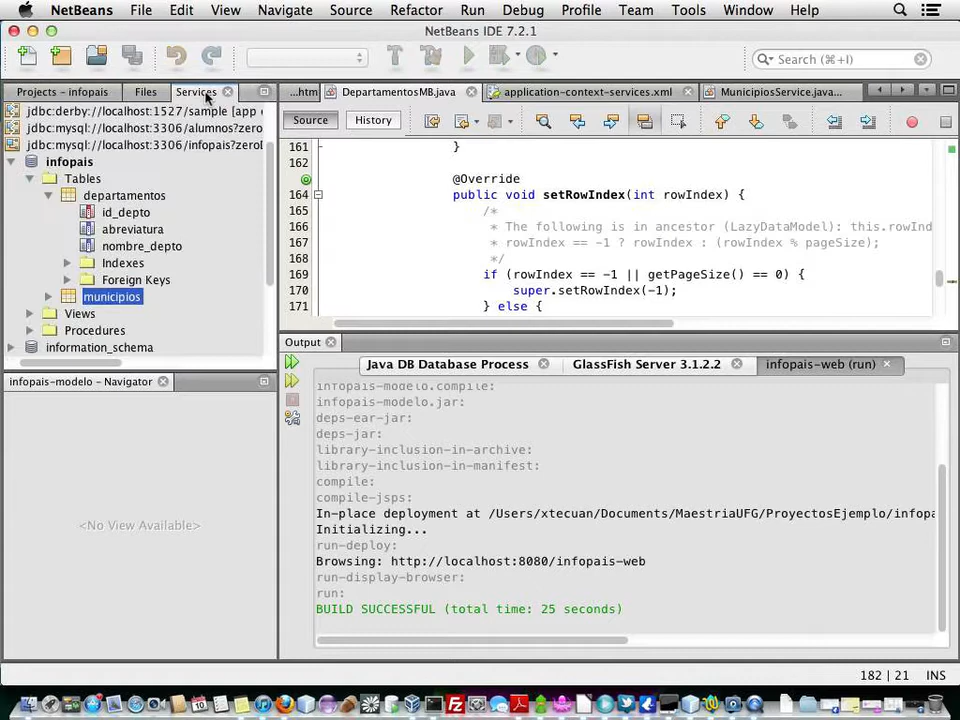 NetBeans File Edit View Navigate Source Refactor Run Debug Profile Team Tools Window Help
NetBeans IDE 7.2.1
Search (⌘+I)
Projects - infopais Files Services
...htm DepartamentosMB.java application-context-services.xml MunicipiosService.java...
jdbc:derby://localhost:1527/sample [app
jdbc:mysql://localhost:3306/alumnos?zero
jdbc:mysql://localhost:3306/infopais?zero
infopais
Tables
departamentos
id_depto
abreviatura
nombre_depto
Indexes
Foreign Keys
municipios
Views
Procedures
information_schema
Source History
161 }
162
@Override
164 public void setRowIndex(int rowIndex) {
165 /*
166 * The following is in ancestor (LazyDataModel): this.rowInd
167 * rowIndex == -1 ? rowIndex : (rowIndex % pageSize);
168 */
169 if (rowIndex == -1 || getPageSize() == 0) {
170 super.setRowIndex(-1);
171 } else {
infopais-modelo - Navigator
<No View Available>
Output
Java DB Database Process GlassFish Server 3.1.2.2 infopais-web (run)
infopais-modelo.compile:
infopais-modelo.jar:
deps-ear-jar:
deps-jar:
library-inclusion-in-archive:
library-inclusion-in-manifest:
compile:
compile-jsps:
In-place deployment at /Users/xtecuan/Documents/MaestriaUFG/ProyectosEjemplo/infopa
Initializing...
run-deploy:
Browsing: http://localhost:8080/infopais-web
run-display-browser:
run:
BUILD SUCCESSFUL (total time: 25 seconds)
182 | 21 INS